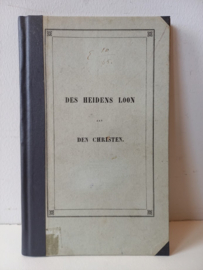 DES HEIDENS LOON
DEN CHRISTEN.